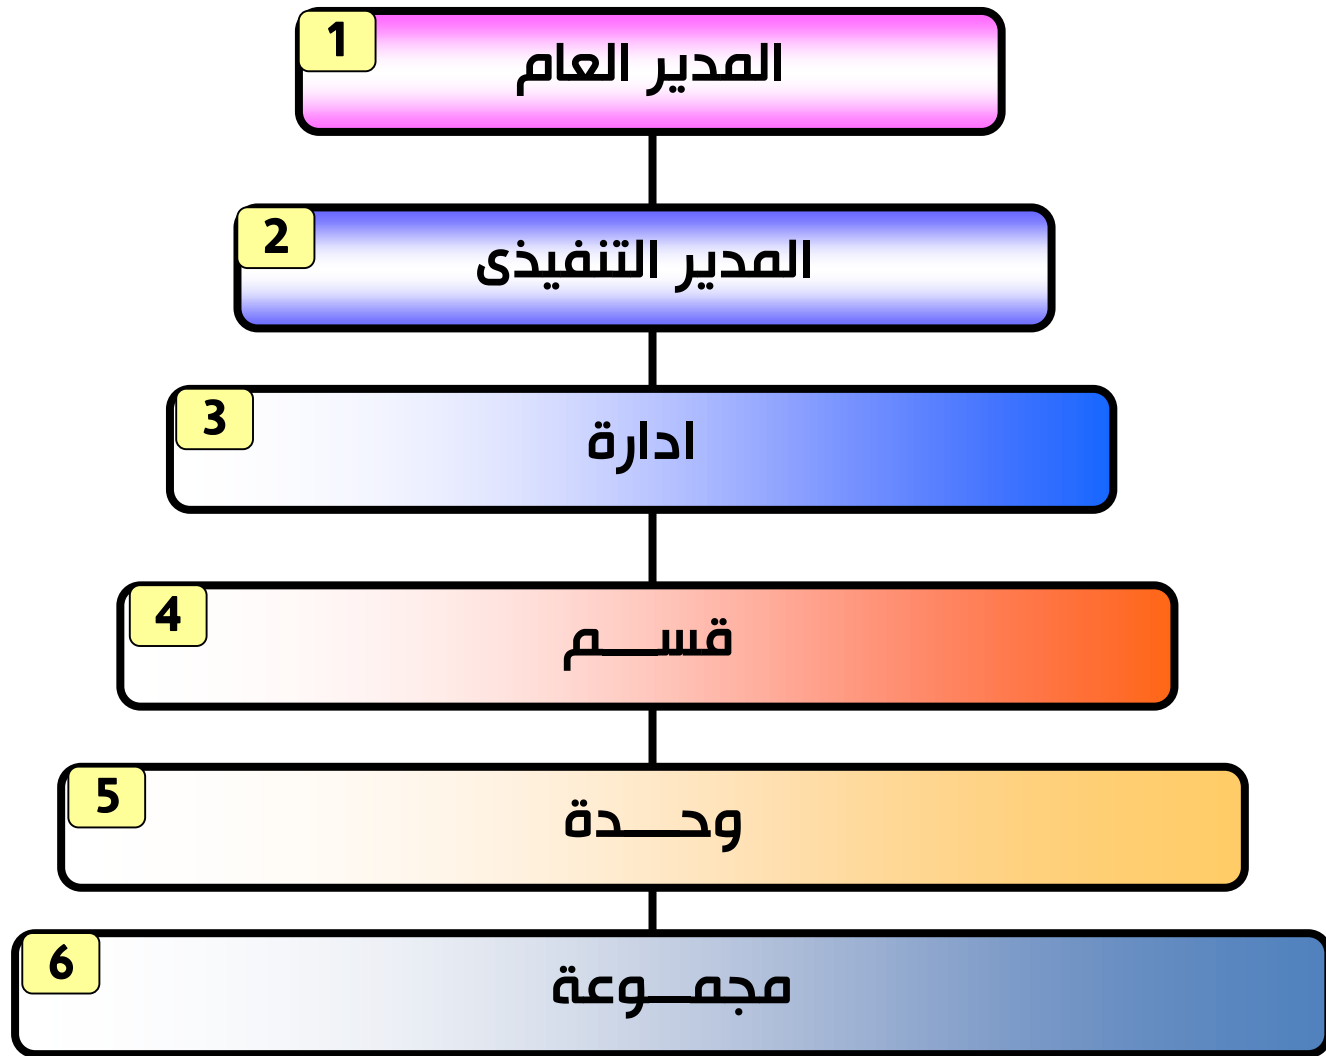 1
المدير العام
2
المدير التنفيذى
3
ادارة
4
قســـم
5
وحـــدة
6
مجمـــوعة